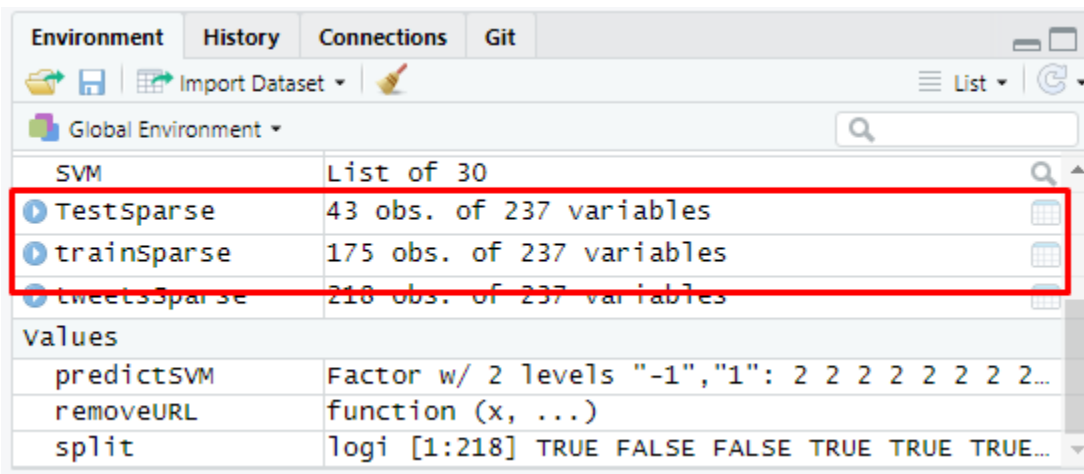 Environment History Connections Git
Import Dataset List
Global Environment
SVM List of 30
TestSparse 43 obs. of 237 variables
trainSparse 175 obs. of 237 variables
tweetsSparse 218 obs. of 237 variables
Values
predictSVM Factor w/ 2 levels "-1","1": 2 2 2 2 2 2 2 2…
removeURL function (x, ...)
split logi [1:218] TRUE FALSE FALSE TRUE TRUE TRUE…